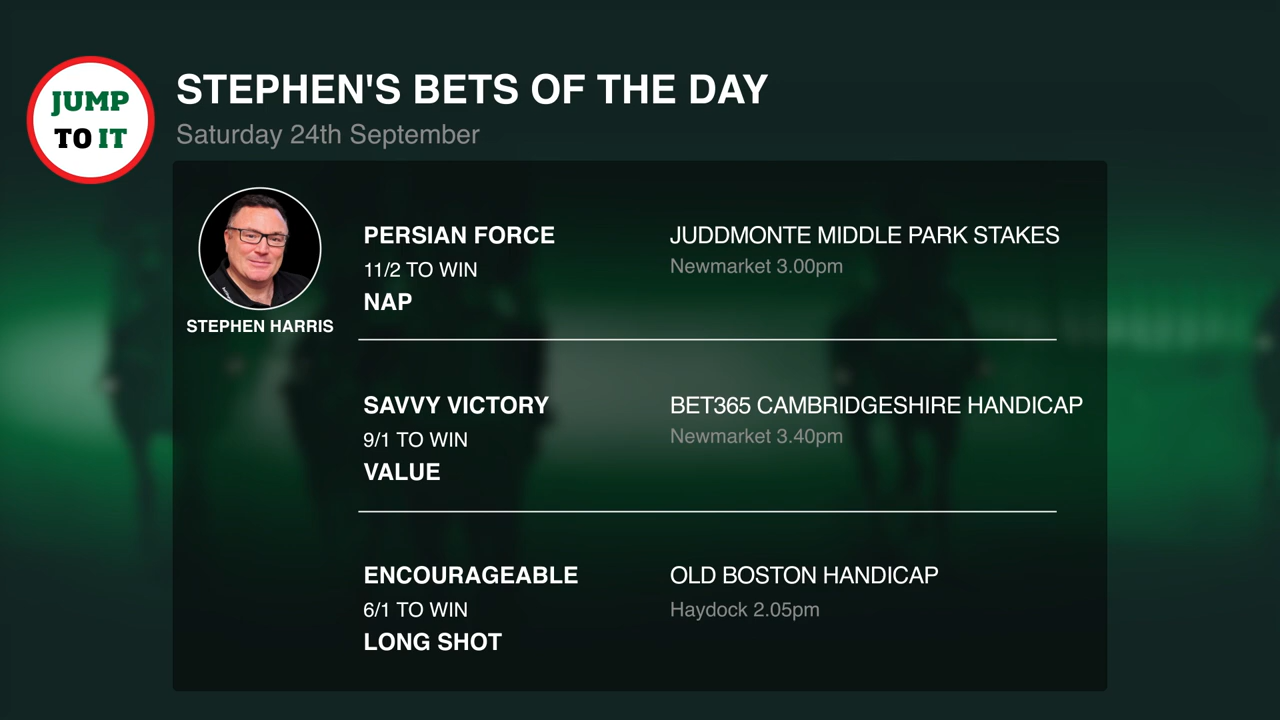 JUMP
TO IT
STEPHEN'S BETS OF THE DAY
Saturday 24th September
STEPHEN HARRIS
PERSIAN FORCE
11/2 TO WIN
NAP
JUDDMONTE MIDDLE PARK STAKES
Newmarket 3.00pm
SAVVY VICTORY
9/1 TO WIN
VALUE
BET365 CAMBRIDGESHIRE HANDICAP
Newmarket 3.40pm
ENCOURAGEABLE
6/1 TO WIN
LONG SHOT
OLD BOSTON HANDICAP
Haydock 2.05pm